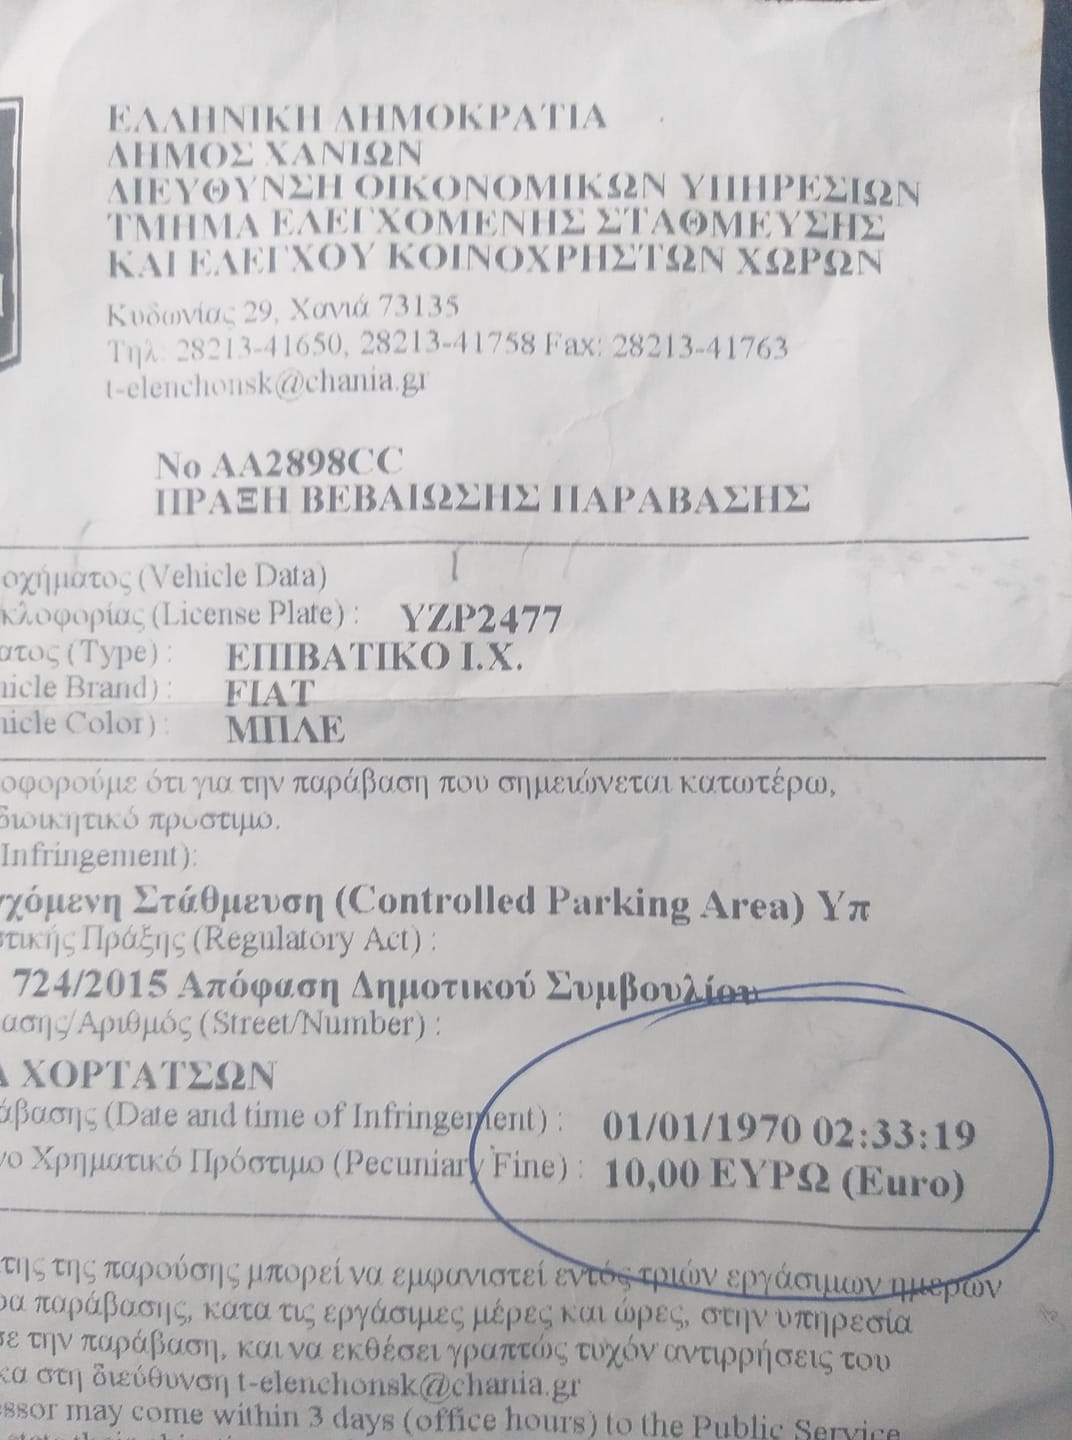 ΕΛΛΗΝΙΚΗ ΔΗΜΟΚΡΑΤΙΑ
ΔΗΜΟΣ ΧΑΝΙΩΝ
ΔΙΕΥΘΥΝΣΗ ΟΙΚΟΝΟΜΙΚΩΝ ΥΠΗΡΕΣΙΩΝ
ΤΜΗΜΑ ΕΛΕΓΧΟΜΕΝΗΣ ΣΤΑΘΜΕΥΣΗΣ
ΚΑΙ ΕΛΕΓΧΟΥ ΚΟΙΝΟΧΡΗΣΤΩΝ ΧΩΡΩΝ
Κυδωνίας 29, Χανιά 73135
Τηλ: 28213-41650, 28213-41758 Fax: 28213-41763
t-elenchonsk@chania.gr
No AA2898CC
ΠΡΑΞΗ ΒΕΒΑΙΩΣΗΣ ΠΑΡΑΒΑΣΗΣ
οχήματος (Vehicle Data)
κλοφορίας (License Plate) : YZP2477
ατος (Type) : ΕΠΙΒΑΤΙΚΟ Ι.Χ.
nicle Brand) : FIAT
nicle Color) : ΜΠΛΕ
οφορούμε ότι για την παράβαση που σημειώνεται κατωτέρω,
διοικητικό πρόστιμο.
Infringement):
γχόμενη Στάθμευση (Controlled Parking Area) Υπ
στικής Πράξης (Regulatory Act) :
724/2015 Απόφαση Δημοτικού Συμβουλίου
ασης/Αριθμός (Street/Number) :
Α ΧΟΡΤΑΤΣΩΝ
άβασης (Date and time of Infringement) : 01/01/1970 02:33:19
νο Χρηματικό Πρόστιμο (Pecuniary Fine) : 10,00 ΕΥΡΩ (Euro)
της της παρούσης μπορεί να εμφανιστεί εντός τριών εργάσιμων ημερών
ρα παράβασης, κατα τις εργάσιμες μέρες και ώρες, στην υπηρεσία
σε την παράβαση, και να εκθέσει γραπτώς τυχόν αντιρρήσεις του
κα στη διεύθυνση t-elenchonsk@chania.gr
essor may come within 3 days (office hours) to the Public Service